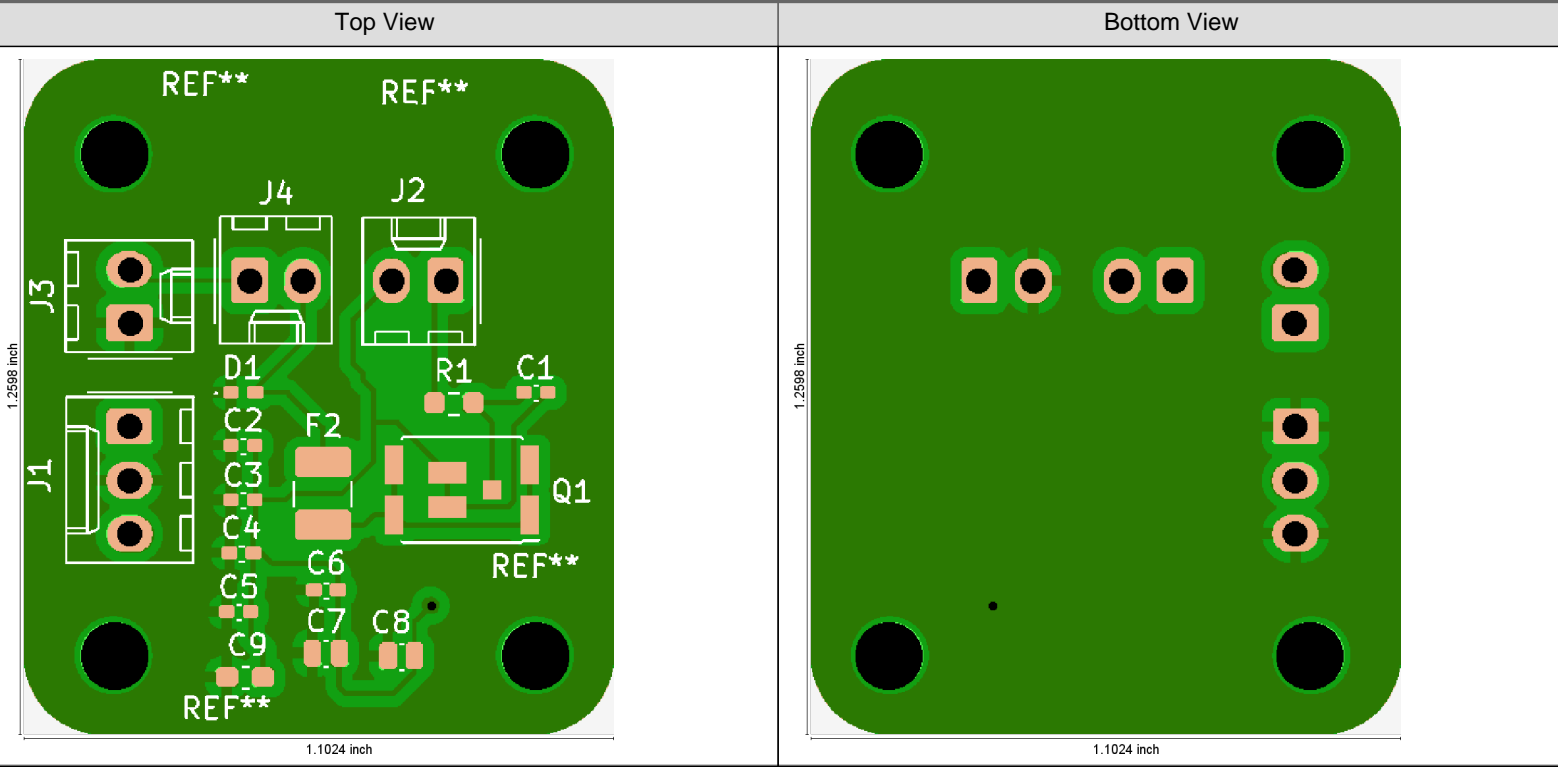 Top View
Bottom View
REF**
REF**
J4
J2
J3
D1
R1
C1
C2
F2
C3
J1
Q1
C4
C6
REF**
C5
C7
C8
C9
REF**
1.2598 inch
1.1024 inch
1.2598 inch
1.1024 inch